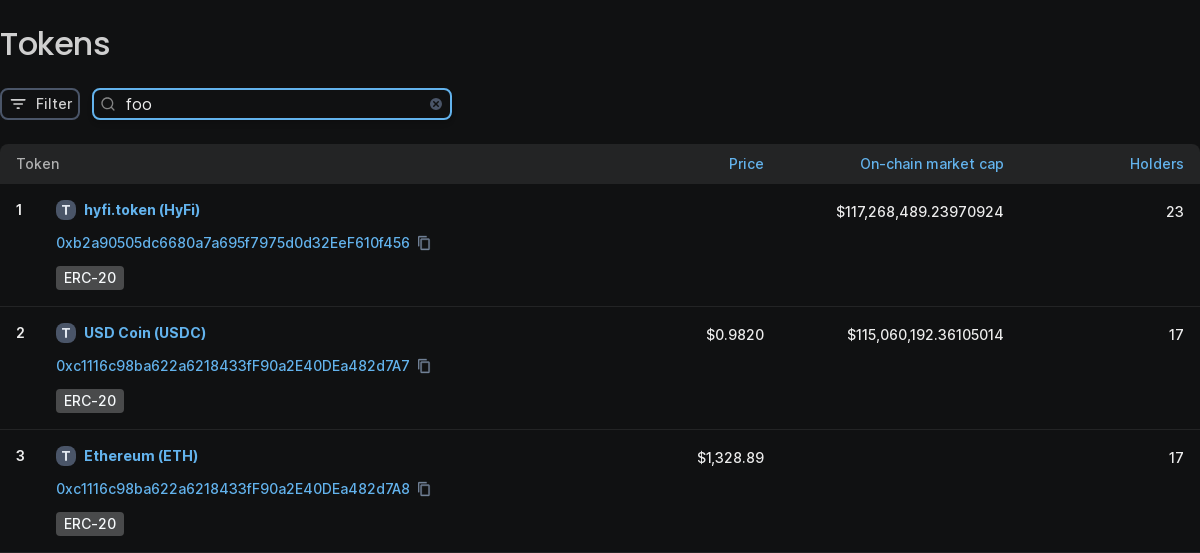 Tokens
Filter
foo
Token Price On-chain market cap Holders
1 T hyfi.token (HyFi) $117,268,489.23970924 23
0xb2a90505dc6680a7a695f7975d0d32EeF610f456
ERC-20
2 T USD Coin (USDC) $0.9820 $115,060,192.36105014 17
0xc1116c98ba622a6218433fF90a2E40DEa482d7A7
ERC-20
3 T Ethereum (ETH) $1,328.89 17
0xc1116c98ba622a6218433fF90a2E40DEa482d7A8
ERC-20